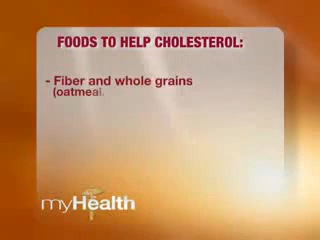 FOODS TO HELP CHOLESTEROL:
- Fiber and whole grains
(oatmeal.
myHealth